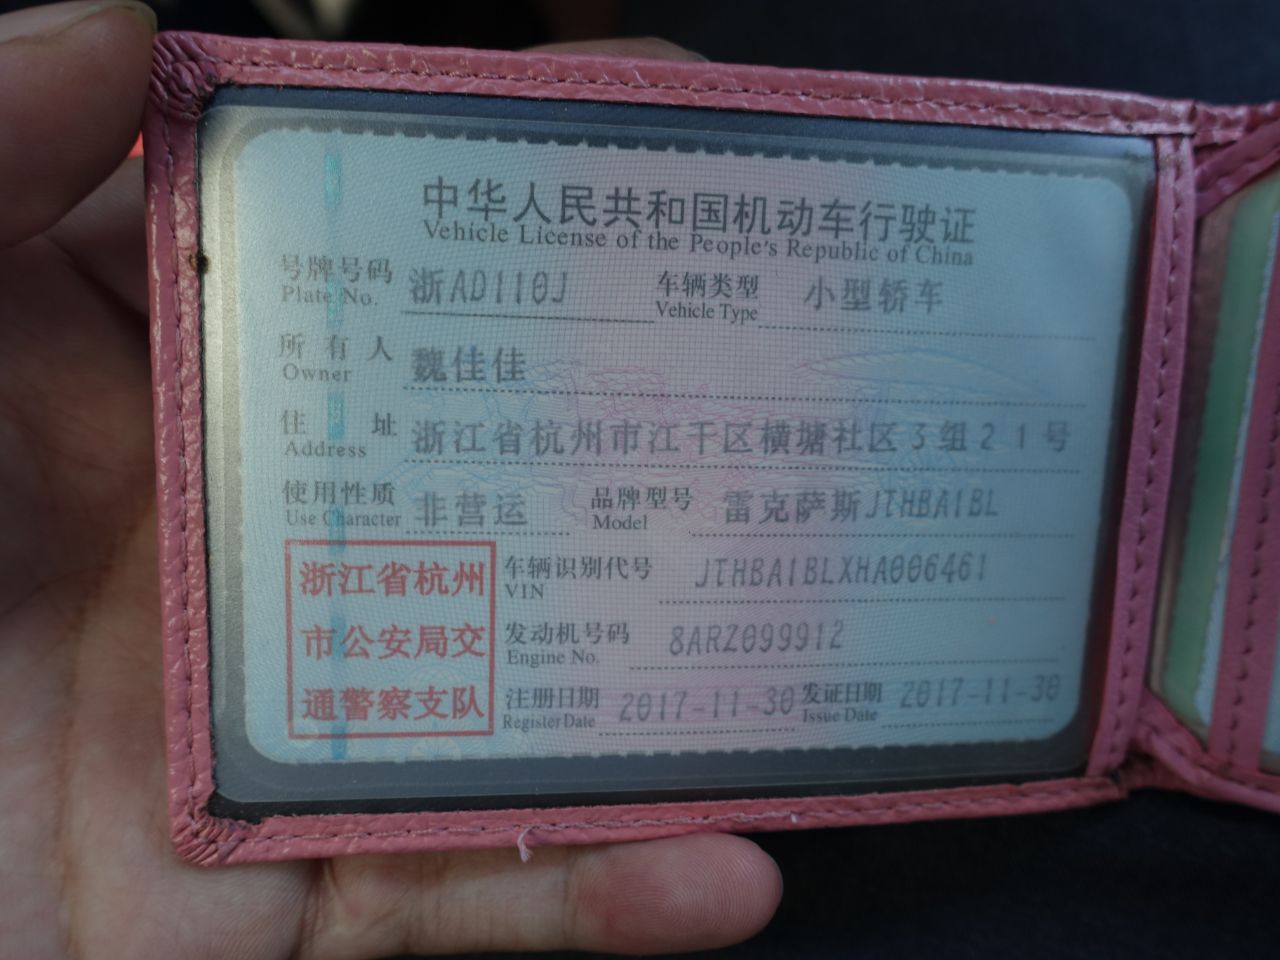 中华人民共和国机动车行驶证
Vehicle License of the People's Republic of China
号牌号码 浙AD110J 车辆类型 小型轿车
Plate No. Vehicle Type
所有人 魏佳佳
Owner
住址 浙江省杭州市江干区横塘社区3组21号
Address
使用性质 非营运 品牌型号 雷克萨斯JTHBA1BL
Use Character Model
浙江省杭州 车辆识别代号 JTHBA1BLXHA006461
VIN
市公安局交 发动机号码 8ARZ099912
Engine No.
通警察支队 注册日期 2017-11-30 发证日期 2017-11-30
Register Date Issue Date